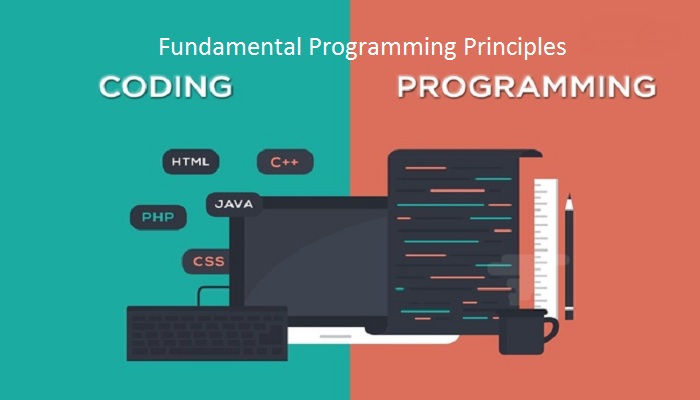 Fundamental Programming Principles
CODING
PROGRAMMING
HTML
C++
JAVA
PHP
CSS